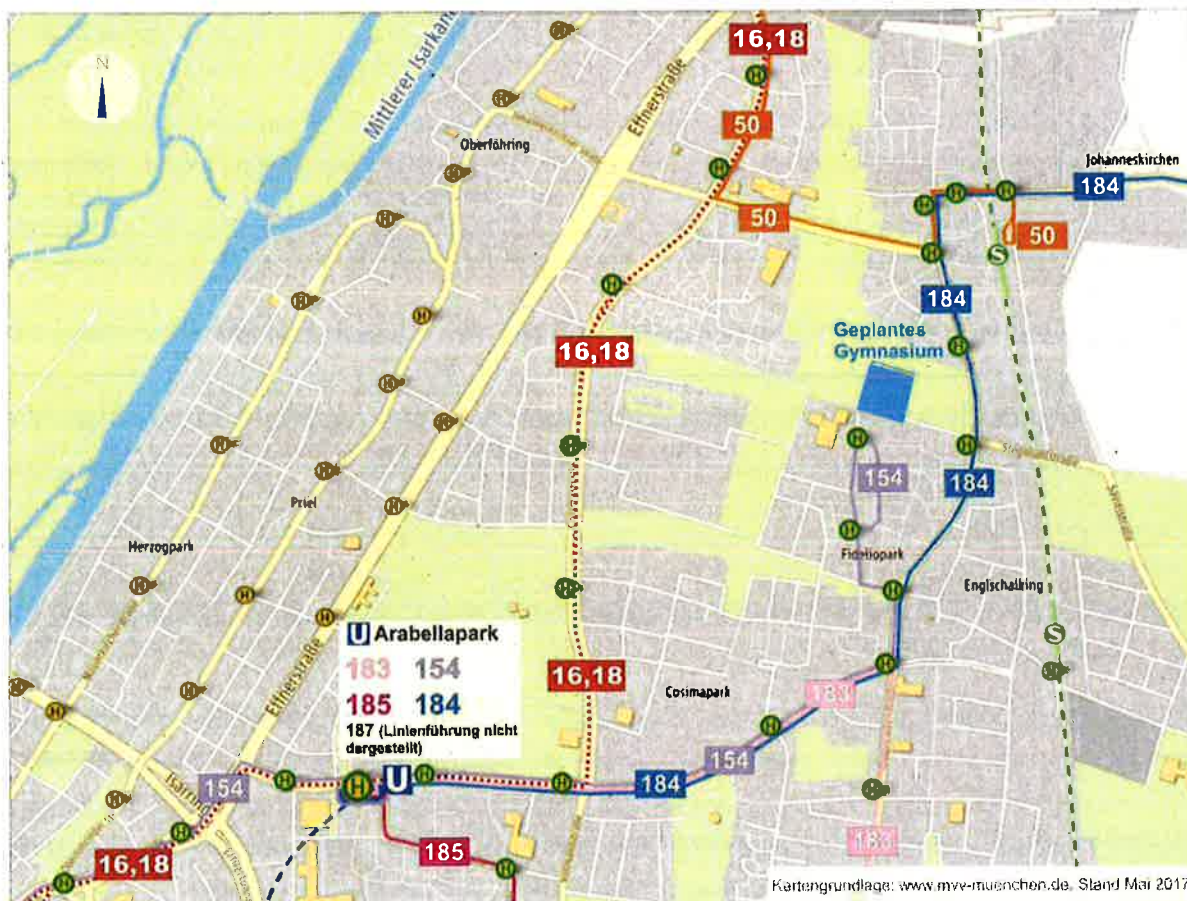 N
Mittlerer Isarkanal
Effnerstraße
16,18
50
Oberföhring
Johanneskirchen
184
50
50
S
184
Geplantes
Gymnasium
16,18
154
184
Priel
Herzogpark
Fideliopark
Englschalking
S
U Arabellapark
183 154
185 184
187 (Linienführung nicht
dargestellt)
Effnerstraße
16,18
Cosimapark
183
154
184
154
Isarring
U
185
183
16,18
Kartengrundlage: www.mvv-muenchen.de, Stand Mai 2017